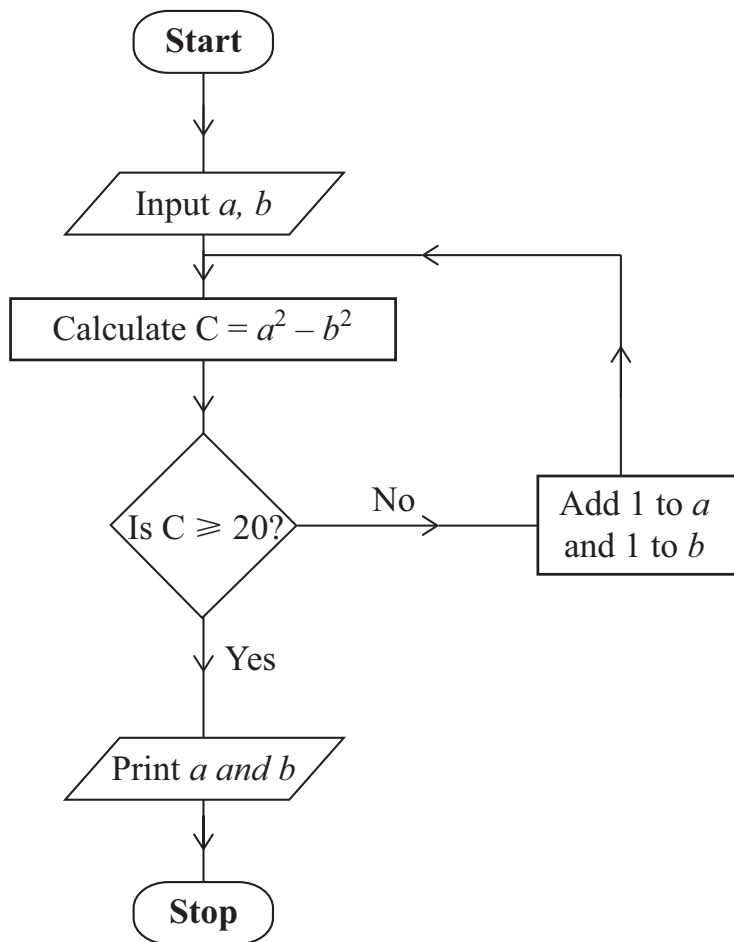 Start
Input a, b
Calculate C = a² – b²
Is C ⩾ 20?
No
Add 1 to a
and 1 to b
Yes
Print a and b
Stop